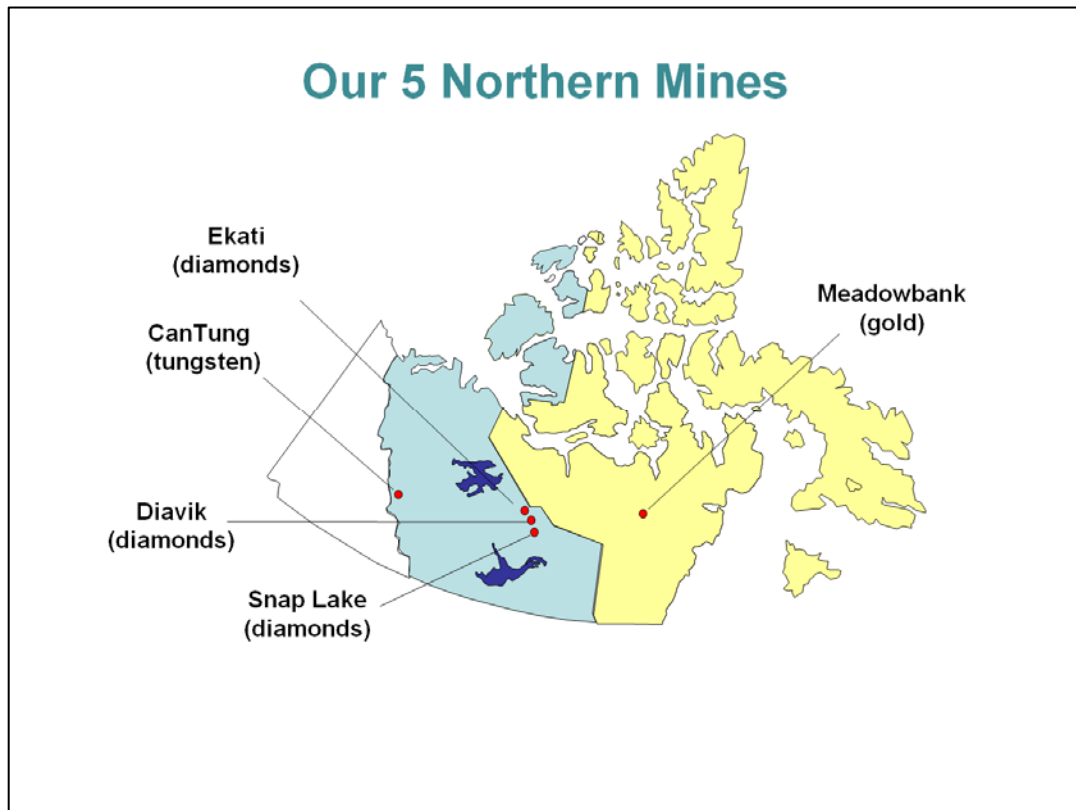 Our 5 Northern Mines
Ekati
(diamonds)
CanTung
(tungsten)
Meadowbank
(gold)
Diavik
(diamonds)
Snap Lake
(diamonds)